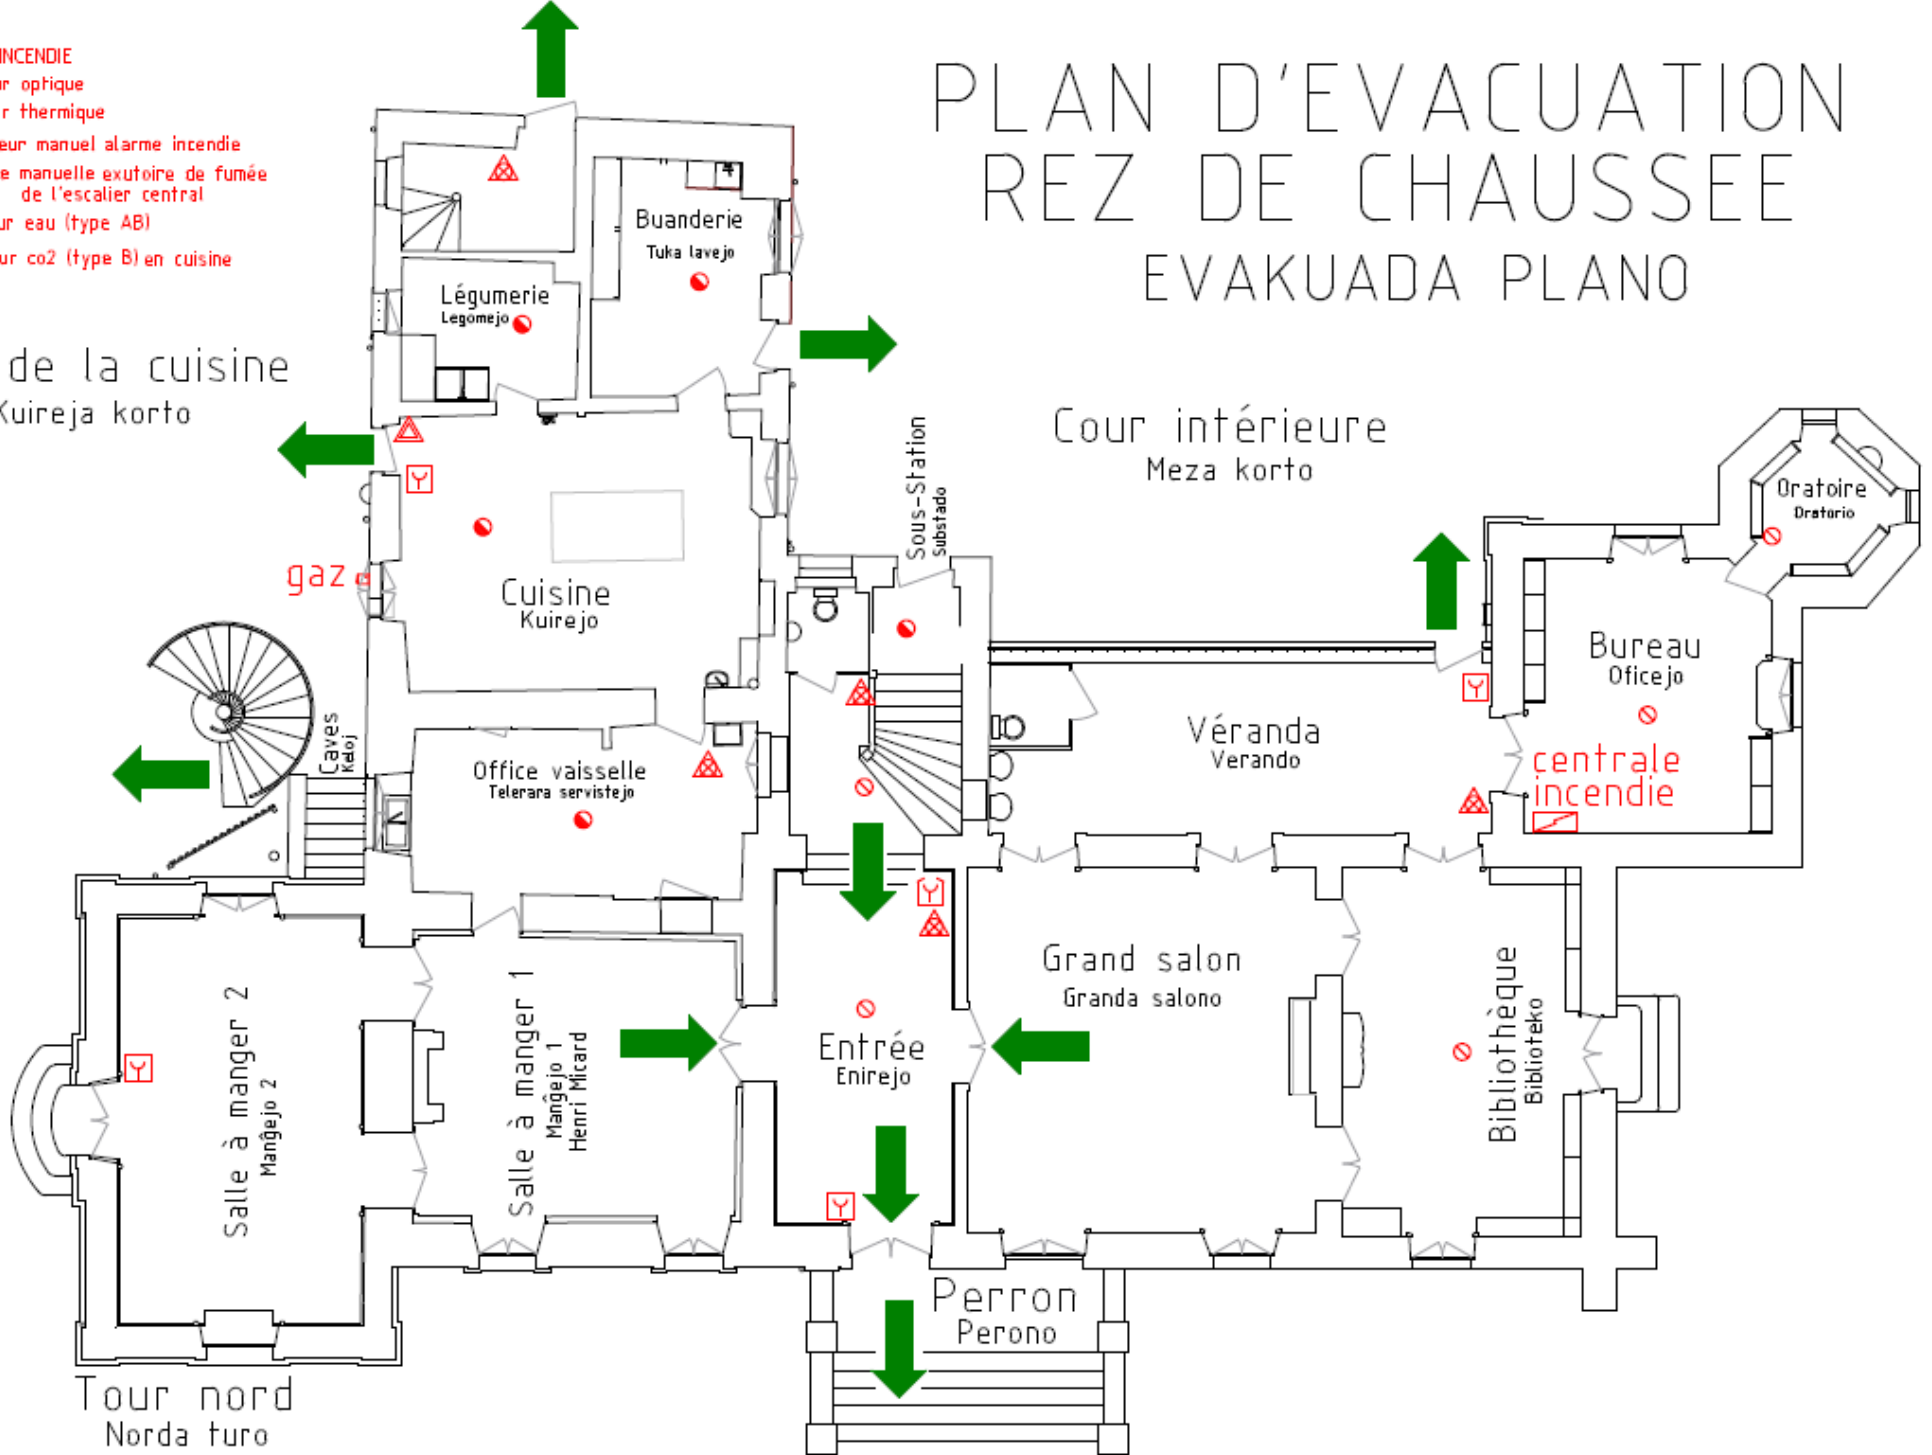 INCENDIE
ur optique
r thermique
eur manuel alarme incendie
e manuelle exutoire de fumée
de l'escalier central
ur eau (type AB)
ur co2 (type B) en cuisine
PLAN D'EVACUATION
REZ DE CHAUSSEE
EVAKUADA PLANO
Buanderie
Tuka lavejo
Légumerie
Legomejo
de la cuisine
Kuireja korto
Cour intérieure
Meza korto
Sous-Station
Substado
Oratoire
Oratorio
gaz
Cuisine
Kuirejo
Bureau
Oficejo
Véranda
Verando
Caves
Keloj
Office vaisselle
Telerara servistejo
centrale
incendie
Grand salon
Granda salono
Entrée
Enirejo
Salle à manger 2
Manĝejo 2
Salle à manger 1
Manĝejo 1
Henri Micard
Bibliothèque
Biblioteko
Perron
Perono
Tour nord
Norda turo